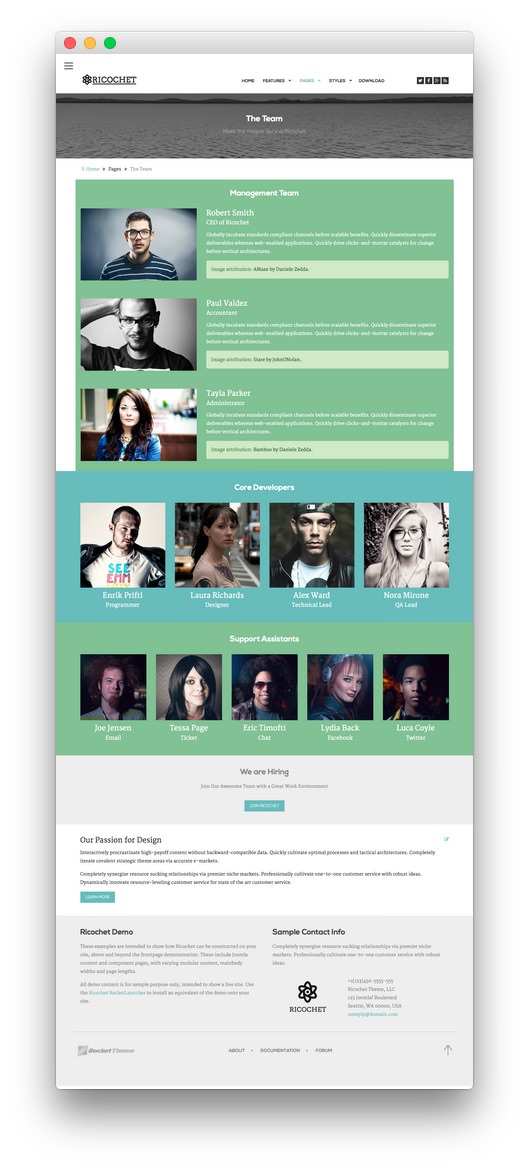 RICOCHET
HOME FEATURES PAGES STYLES DOWNLOAD
The Team
Meet the People Behind Ricochet
Home » Pages » The Team
Management Team
Robert Smith
CEO of Ricochet
Globally incubate standards compliant channels before scalable benefits. Quickly disseminate superior
deliverables whereas web-enabled applications. Quickly drive clicks-and-mortar catalysts for change
before vertical architectures.
Image attribution: AMaze by Daniele Zedda.
Paul Valdez
Accountant
Globally incubate standards compliant channels before scalable benefits. Quickly disseminate superior
deliverables whereas web-enabled applications. Quickly drive clicks-and-mortar catalysts for change
before vertical architectures.
Image attribution: Stare by JohnONolan.
Tayla Parker
Administrator
Globally incubate standards compliant channels before scalable benefits. Quickly disseminate superior
deliverables whereas web-enabled applications. Quickly drive clicks-and-mortar catalysts for change
before vertical architectures.
Image attribution: Bamboo by Daniele Zedda.
Core Developers
SEE
EMM
Enrik Prifti
Programmer
Laura Richards
Designer
Alex Ward
Technical Lead
Nora Mirone
QA Lead
Support Assistants
Joe Jensen
Email
Tessa Page
Ticket
Eric Timofti
Chat
Lydia Back
Facebook
Luca Coyle
Twitter
We are Hiring
Join Our Awesome Team with a Great Work Environment
JOIN RICOCHET
Our Passion for Design
Interactively procrastinate high-payoff content without backward-compatible data. Quickly cultivate optimal processes and tactical architectures. Completely
iterate covalent strategic theme areas via accurate e-markets.
Completely synergize resource sucking relationships via premier niche markets. Professionally cultivate one-to-one customer service with robust ideas.
Dynamically innovate resource-leveling customer service for state of the art customer service.
LEARN MORE
Ricochet Demo
These examples are intended to show how Ricochet can be constructed on your
site, above and beyond the frontpage demonstration. These include Joomla
content and component pages, with varying modular content, mainbody
widths and page lengths.
All demo content is for sample purpose only, intended to show a live site. Use
the Ricochet RocketLauncher to install an equivalent of the demo onto your
site.
Sample Contact Info
Completely synergize resource sucking relationships via premier niche
markets. Professionally cultivate one-to-one customer service with robust
ideas.
RICOCHET
+1(123)456-5555-555
Ricochet Theme, LLC
123 Joomla! Boulevard
Seattle, WA 00000, USA
noreply@domain.com
RocketTheme
ABOUT • DOCUMENTATION • FORUM